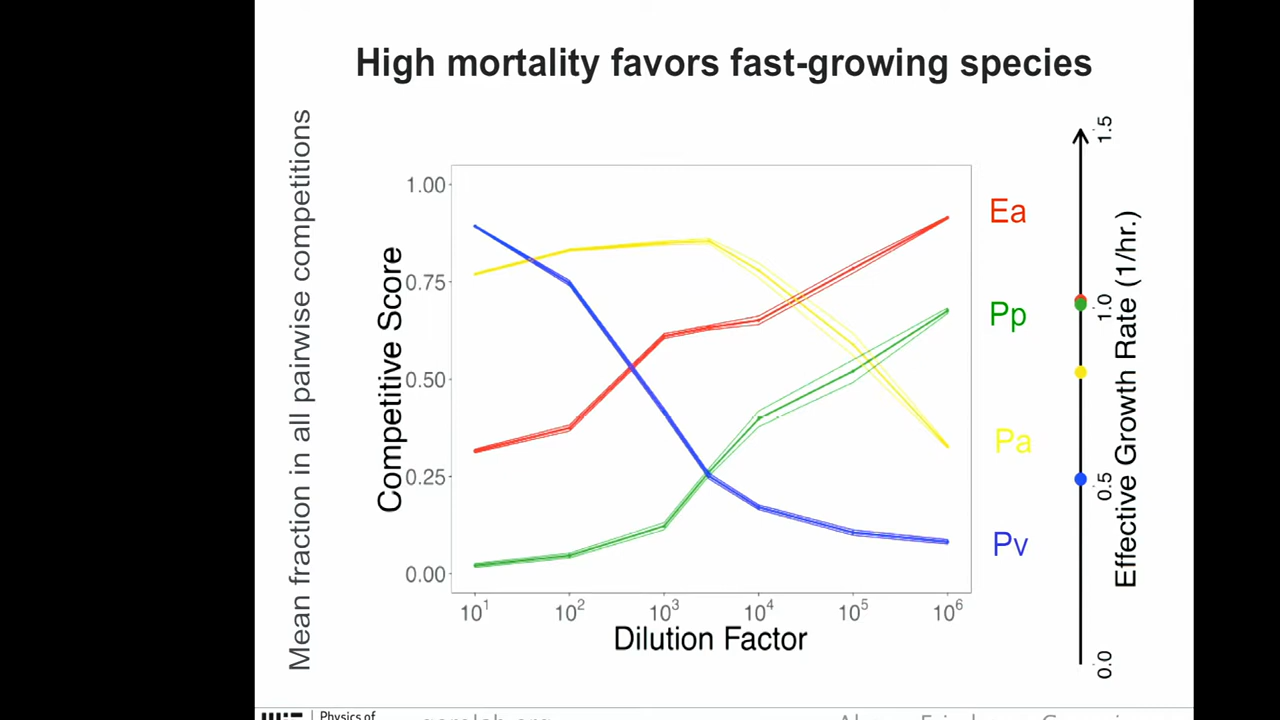 High mortality favors fast-growing species
Mean fraction in all pairwise competitions
Competitive Score
1.00
0.75
0.50
0.25
0.00
10¹
10²
10³
10⁴
10⁵
10⁶
Dilution Factor
Ea
Pp
Pa
Pv
1.5
1.0
0.5
0.0
Effective Growth Rate (1/hr.)
Physics of